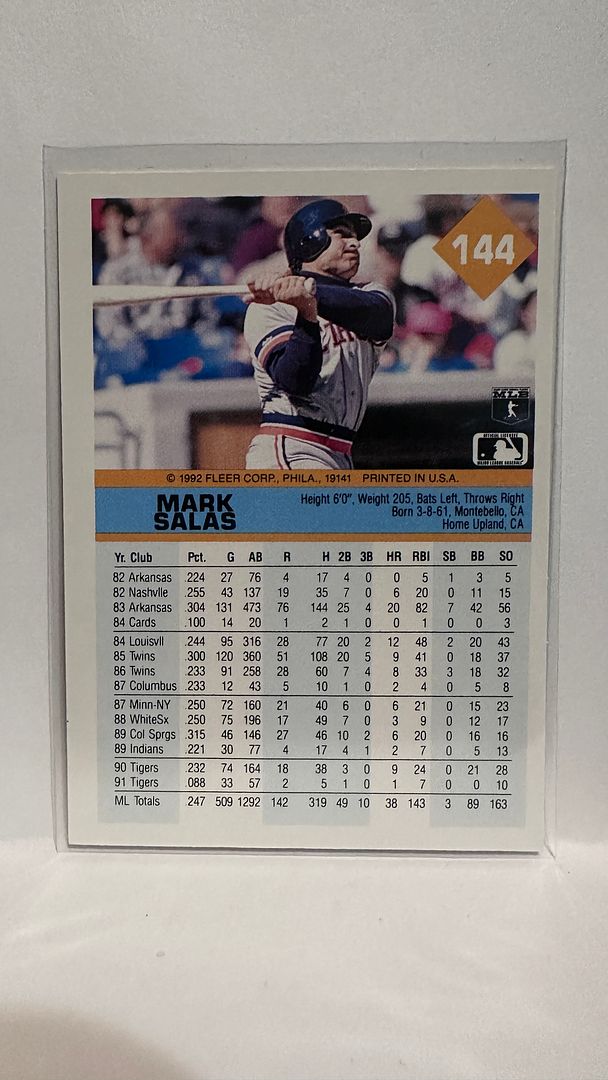 144
MLB
OFFICIAL LICENSEE
MAJOR LEAGUE BASEBALL
© 1992 FLEER CORP., PHILA., 19141 PRINTED IN U.S.A.
MARK
SALAS
Height 6'0", Weight 205, Bats Left, Throws Right
Born 3-8-61, Montebello, CA
Home Upland, CA
Yr. Club Pct. G AB R H 2B 3B HR RBI SB BB SO
82 Arkansas .224 27 76 4 17 4 0 0 5 1 3 5
82 Nashvlle .255 43 137 19 35 7 0 6 20 0 11 15
83 Arkansas .304 131 473 76 144 25 4 20 82 7 42 56
84 Cards .100 14 20 1 2 1 0 0 1 0 0 3
84 Louisvll .244 95 316 28 77 20 2 12 48 2 20 43
85 Twins .300 120 360 51 108 20 5 9 41 0 18 37
86 Twins .233 91 258 28 60 7 4 8 33 3 18 32
87 Columbus .233 12 43 5 10 1 0 2 4 0 5 8
87 Minn-NY .250 72 160 21 40 6 0 6 21 0 15 23
88 WhiteSx .250 75 196 17 49 7 0 3 9 0 12 17
89 Col Sprgs .315 46 146 27 46 10 2 6 20 0 16 16
89 Indians .221 30 77 4 17 4 1 2 7 0 5 13
90 Tigers .232 74 164 18 38 3 0 9 24 0 21 28
91 Tigers .088 33 57 2 5 1 0 1 7 0 0 10
ML Totals .247 509 1292 142 319 49 10 38 143 3 89 163